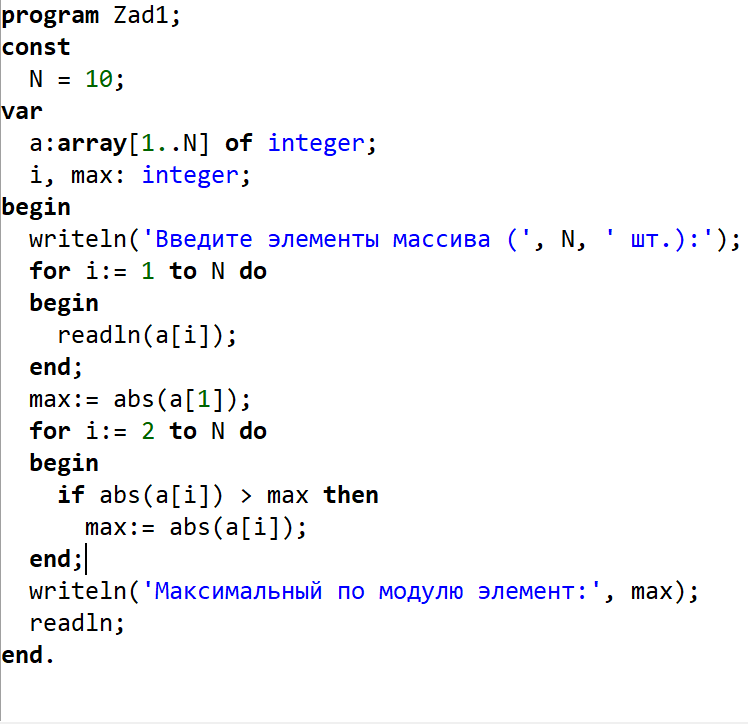 program Zad1;
const
  N = 10;
var
  a:array[1..N] of integer;
  i, max: integer;
begin
  writeln('Введите элементы массива (', N, ' шт.):');
  for i:= 1 to N do
  begin
    readln(a[i]);
  end;
  max:= abs(a[1]);
  for i:= 2 to N do
  begin
    if abs(a[i]) > max then
      max:= abs(a[i]);
  end;
  writeln('Максимальный по модулю элемент:', max);
  readln;
end.